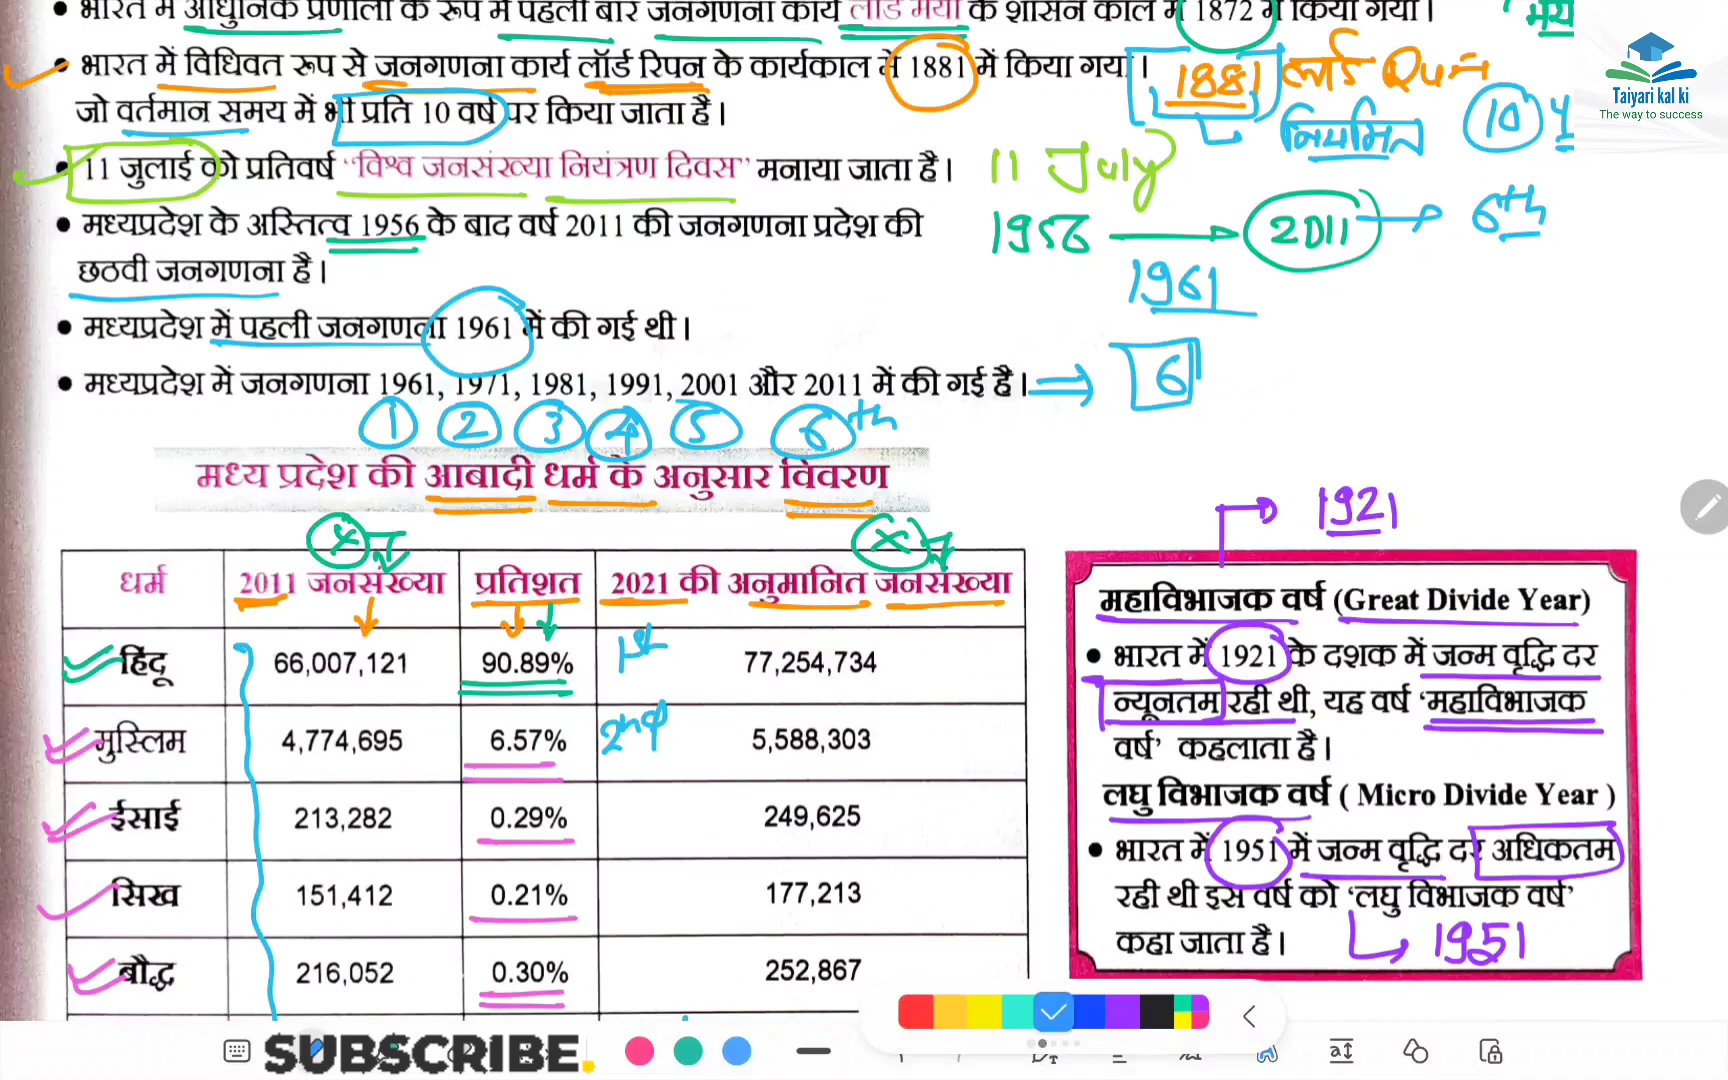 भारत में आधुनिक प्रणाली के रूप में पहली बार जनगणना कार्य लॉर्ड मेयो के शासन काल में 1872 में किया गया।
भारत में विधिवत रूप से जनगणना कार्य लॉर्ड रिपन के कार्यकाल में 1881 में किया गया। 1881 लार्ड
जो वर्तमान समय में भी प्रति 10 वर्ष पर किया जाता है। नियमित 10
Taiyari kal ki
The way to success
11 जुलाई को प्रतिवर्ष "विश्व जनसंख्या नियंत्रण दिवस" मनाया जाता है। 11 July
मध्यप्रदेश के अस्तित्व 1956 के बाद वर्ष 2011 की जनगणना प्रदेश की 1956 2011 6th
छठवी जनगणना है। 1961
मध्यप्रदेश में पहली जनगणना 1961 में की गई थी।
मध्यप्रदेश में जनगणना 1961, 1971, 1981, 1991, 2001 और 2011 में की गई है। 6
1 2 3 4 5 6th
मध्य प्रदेश की आबादी धर्म के अनुसार विवरण
धर्म 2011 जनसंख्या प्रतिशत 2021 की अनुमानित जनसंख्या
हिंदू 66,007,121 90.89% 1st 77,254,734
मुस्लिम 4,774,695 6.57% 2nd 5,588,303
ईसाई 213,282 0.29% 249,625
सिख 151,412 0.21% 177,213
बौद्ध 216,052 0.30% 252,867
1921
महाविभाजक वर्ष (Great Divide Year)
भारत में 1921 के दशक में जन्म वृद्धि दर
न्यूनतम रही थी, यह वर्ष 'महाविभाजक
वर्ष' कहलाता है।
लघु विभाजक वर्ष ( Micro Divide Year )
भारत में 1951 में जन्म वृद्धि दर अधिकतम
रही थी इस वर्ष को 'लघु विभाजक वर्ष'
कहा जाता है। 1951
SUBSCRIBE.